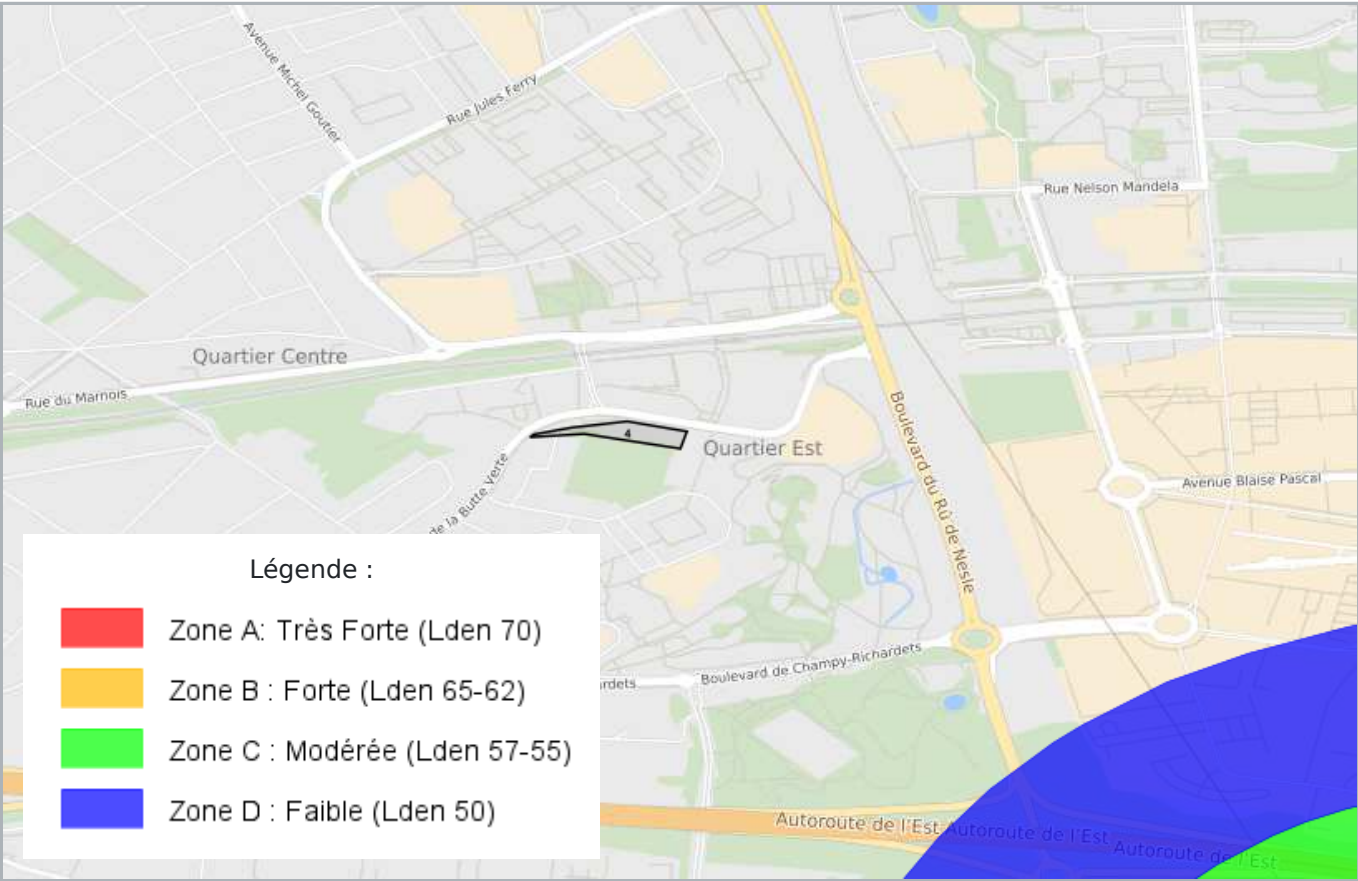 Avenue Michel Goutier
Rue Jules Ferry
Rue Nelson Mandela
Quartier Centre
Rue du Marnois
4
Quartier Est
Boulevard du Rû de Nesle
Avenue Blaise Pascal
de la Butte Verte
Légende :
Zone A: Très Forte (Lden 70)
Zone B : Forte (Lden 65-62)
Zone C : Modérée (Lden 57-55)
Zone D : Faible (Lden 50)
ardets
Boulevard de Champy-Richardets
Autoroute de l'Est
Autoroute de l'Est
Autoroute de l'Est